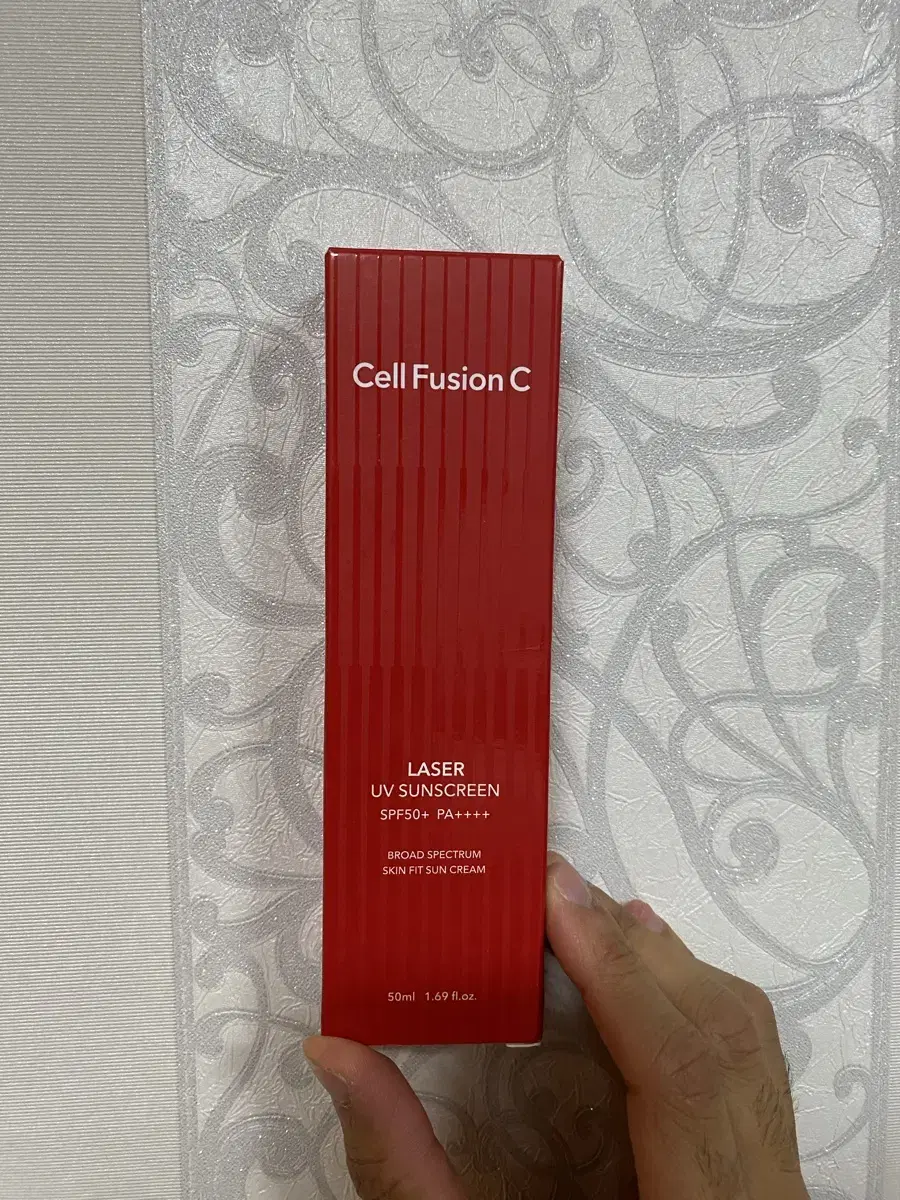 Cell Fusion C
LASER
UV SUNSCREEN
SPF50+ PA++++
BROAD SPECTRUM
SKIN FIT SUN CREAM
50ml 1.69 fl.oz.